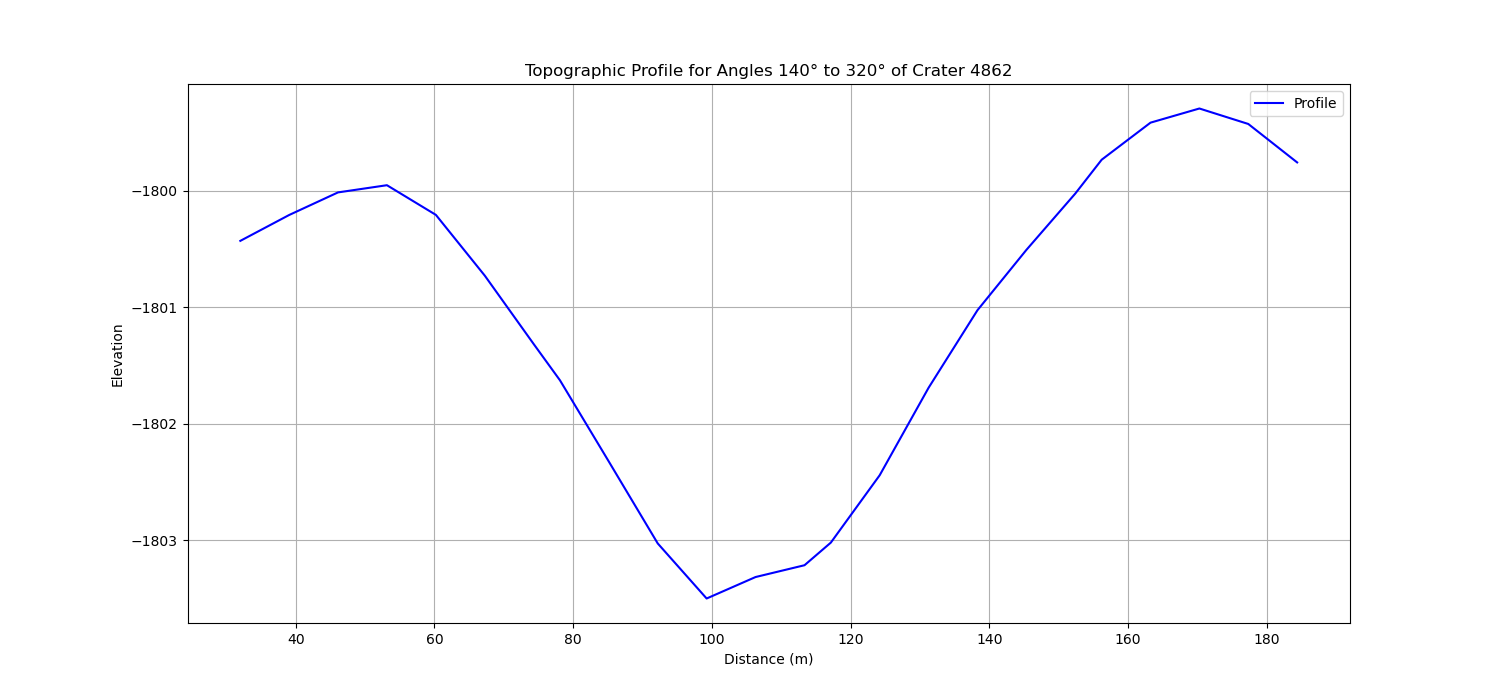 Topographic Profile for Angles 140° to 320° of Crater 4862
Profile
−1800
−1801
−1802
−1803
Elevation
40 60 80 100 120 140 160 180
Distance (m)